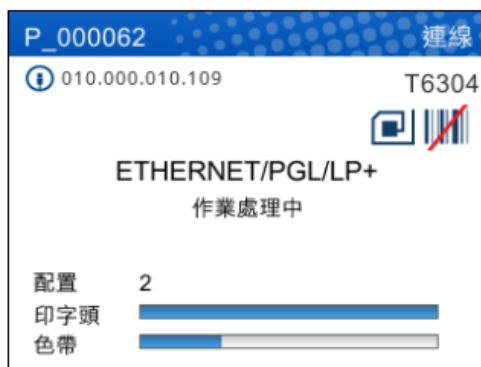 P_000062 連線
010.000.010.109
T6304
ETHERNET/PGL/LP+
作業處理中
配置 2
印字頭
色帶